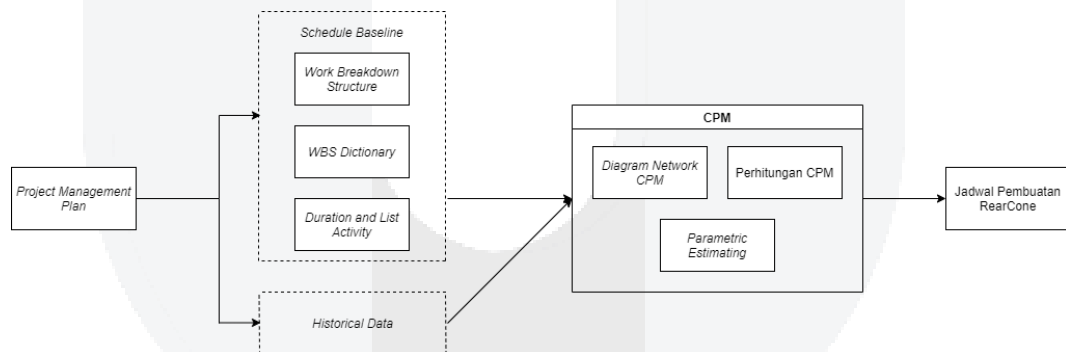 Schedule Baseline
Work Breakdown
Structure
WBS Dictionary
Duration and List
Activity
Project Management
Plan
Historical Data
CPM
Diagram Network
CPM
Perhitungan CPM
Parametric
Estimating
Jadwal Pembuatan
RearCone